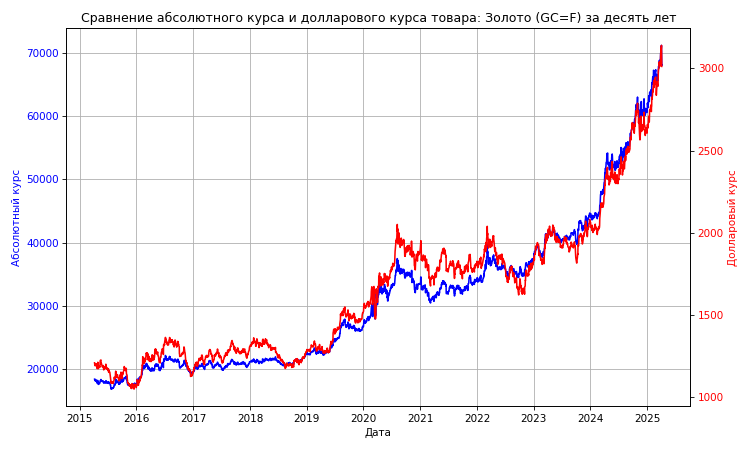 Сравнение абсолютного курса и долларового курса товара: Золото (GC=F) за десять лет
70000
60000
50000
40000
30000
20000
Абсолютный курс
3000
2500
2000
1500
1000
Долларовый курс
2015 2016 2017 2018 2019 2020 2021 2022 2023 2024 2025
Дата